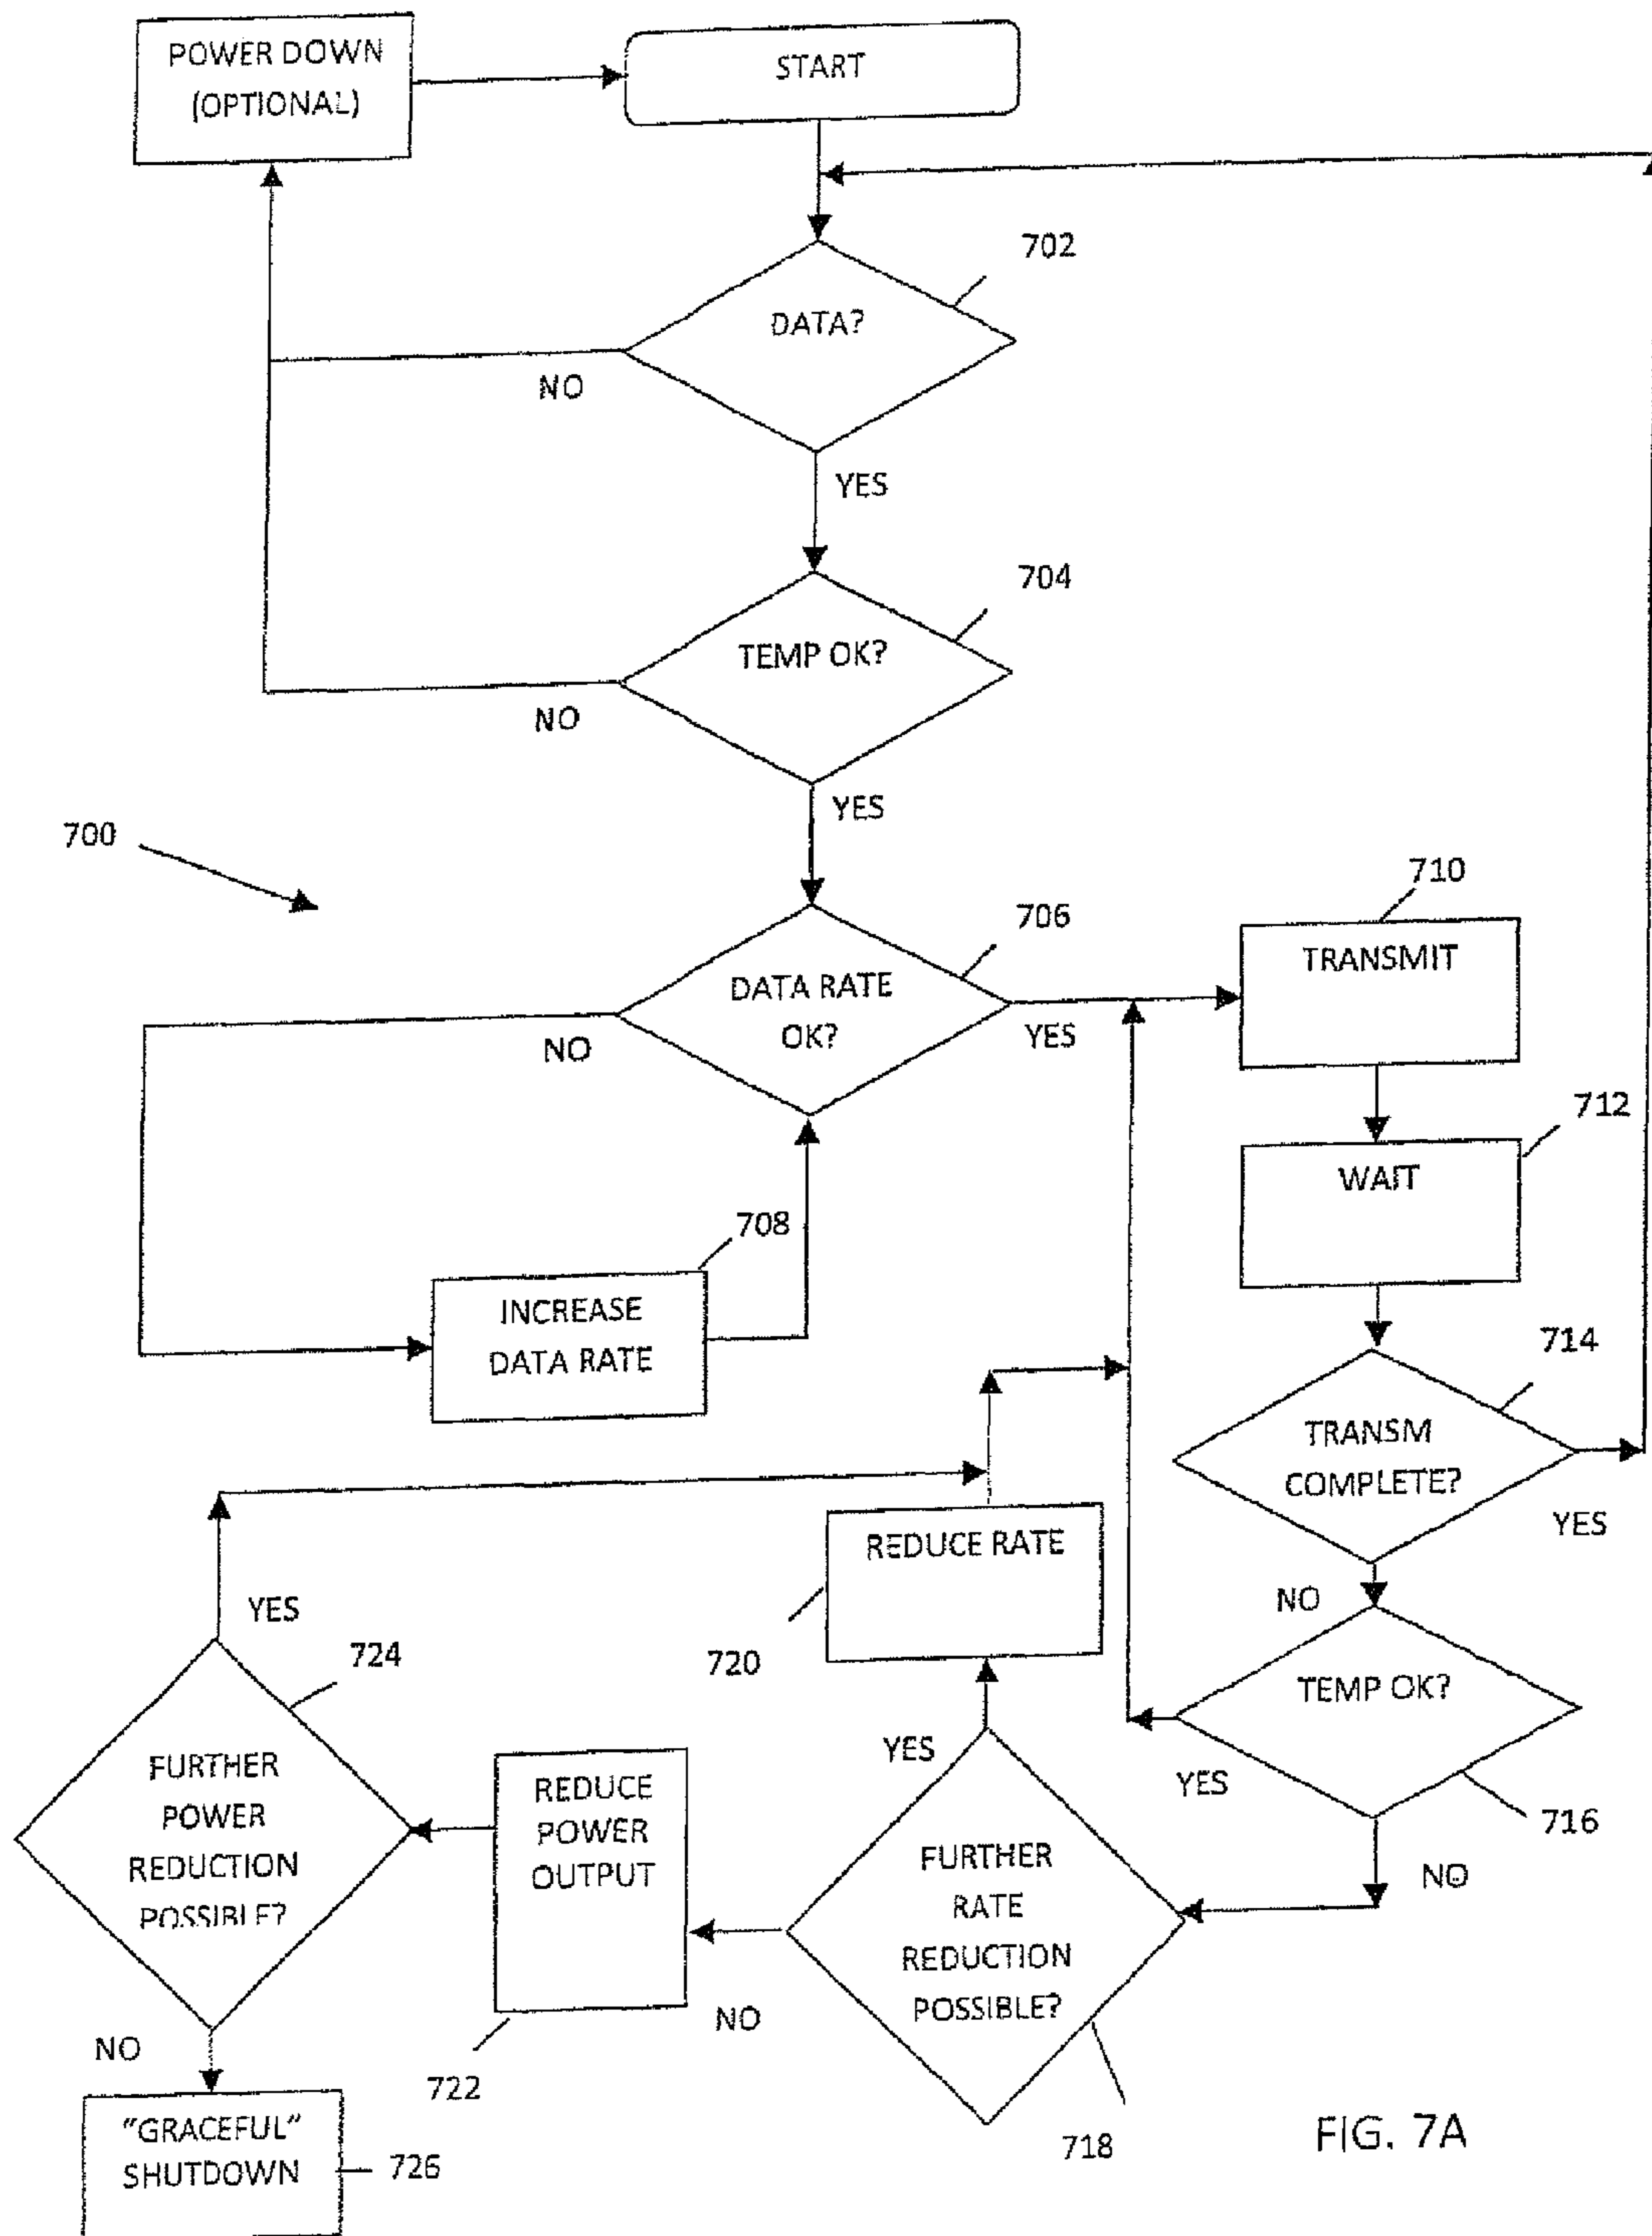 POWER DOWN
(OPTIONAL)
START
702
DATA?
NO
YES
704
TEMP OK?
NO
YES
700
706
DATA RATE
OK?
NO
YES
710
TRANSMIT
712
WAIT
708
INCREASE
DATA RATE
714
TRANSM
COMPLETE?
YES
NO
REDUCE RATE
720
TEMP OK?
YES
716
NO
YES
724
FURTHER
POWER
REDUCTION
POSSIBLE?
REDUCE
POWER
OUTPUT
722
YES
FURTHER
RATE
REDUCTION
POSSIBLE?
NO
718
NO
"GRACEFUL"
SHUTDOWN
726
FIG. 7A